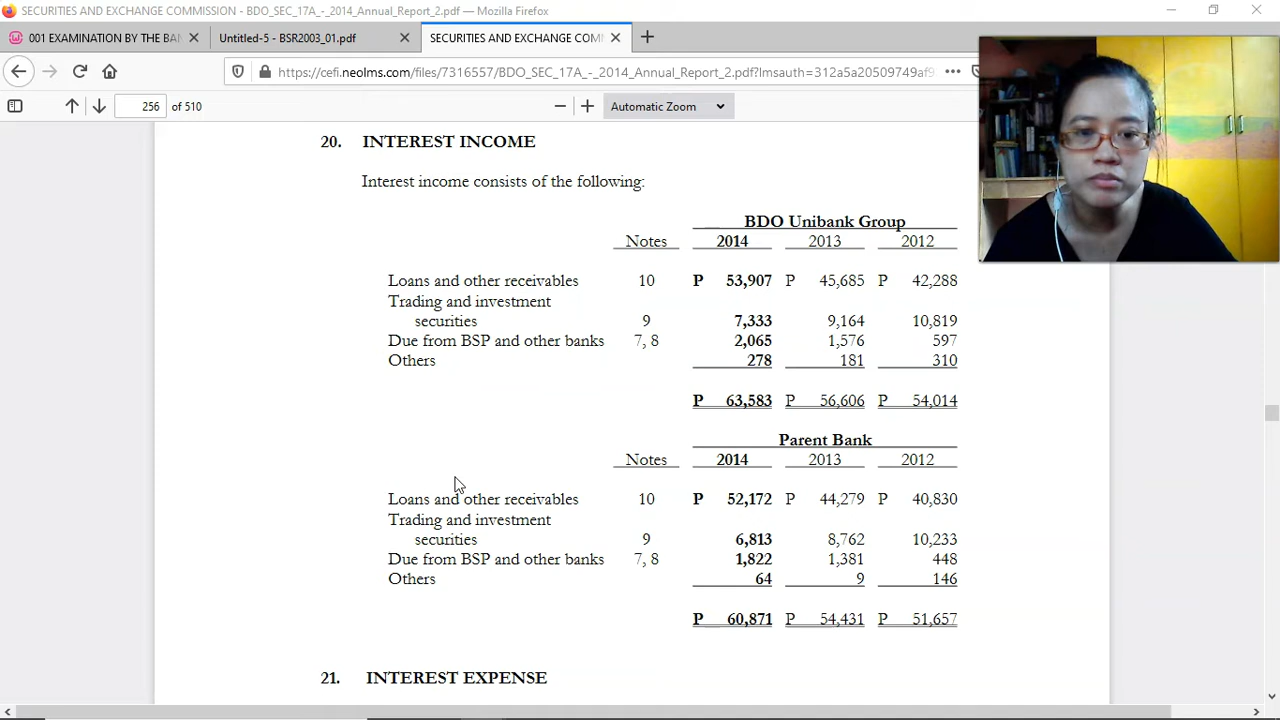 SECURITIES AND EXCHANGE COMMISSION - BDO_SEC_17A_-_2014_Annual_Report_2.pdf — Mozilla Firefox
001 EXAMINATION BY THE BA
Untitled-5 - BSR2003_01.pdf
SECURITIES AND EXCHANGE COM
https://cefi.neolms.com/files/7316557/BDO_SEC_17A_-_2014_Annual_Report_2.pdf?lmsauth=312a5a20509749af9
256 of 510
Automatic Zoom
20. INTEREST INCOME
Interest income consists of the following:
BDO Unibank Group
Notes 2014 2013 2012
Loans and other receivables 10 P 53,907 P 45,685 P 42,288
Trading and investment
securities 9 7,333 9,164 10,819
Due from BSP and other banks 7, 8 2,065 1,576 597
Others 278 181 310
P 63,583 P 56,606 P 54,014
Parent Bank
Notes 2014 2013 2012
Loans and other receivables 10 P 52,172 P 44,279 P 40,830
Trading and investment
securities 9 6,813 8,762 10,233
Due from BSP and other banks 7, 8 1,822 1,381 448
Others 64 9 146
P 60,871 P 54,431 P 51,657
21. INTEREST EXPENSE